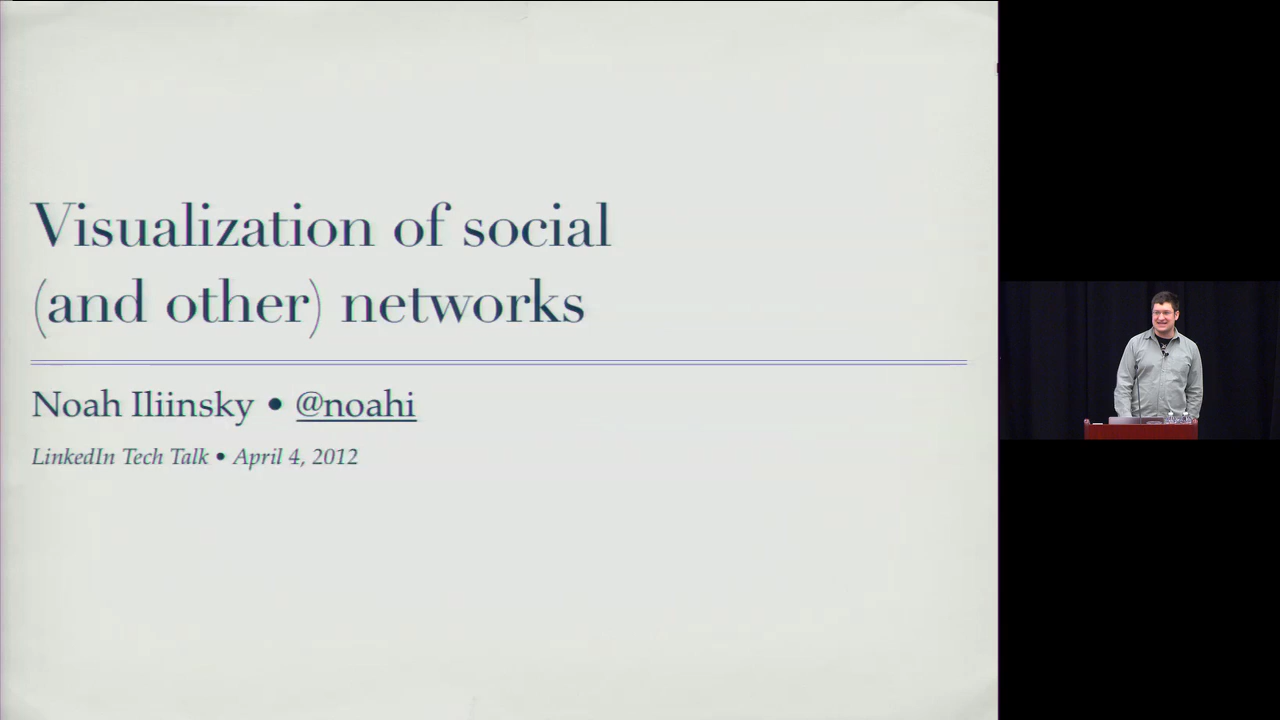 Visualization of social
(and other) networks
Noah Iliinsky • @noahi
LinkedIn Tech Talk • April 4, 2012